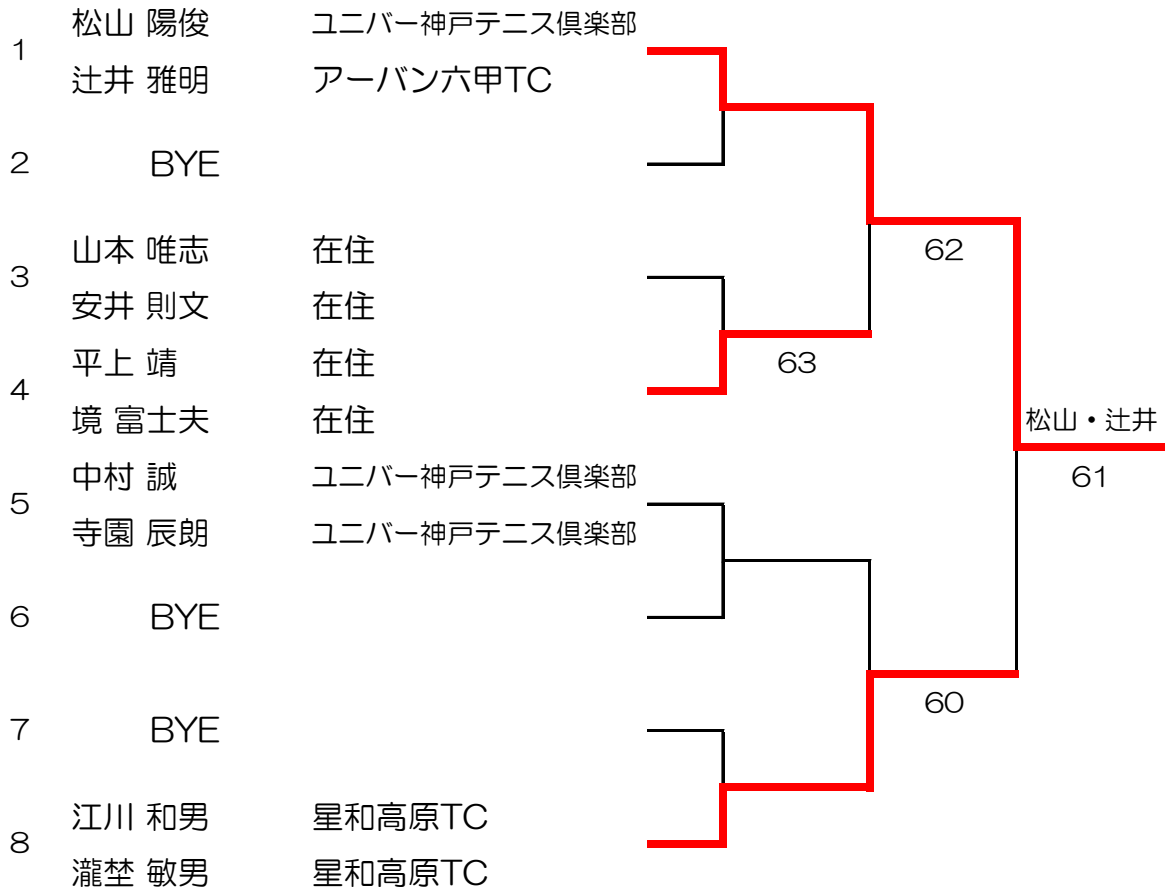 1
松山 陽俊 ユニバー神戸テニス倶楽部
辻井 雅明 アーバン六甲TC
2 BYE
3
山本 唯志 在住
安井 則文 在住
4
平上 靖 在住
境 富士夫 在住
5
中村 誠 ユニバー神戸テニス倶楽部
寺園 辰朗 ユニバー神戸テニス倶楽部
6 BYE
7 BYE
8
江川 和男 星和高原TC
瀧埜 敏男 星和高原TC
63
62
60
松山・辻井
61